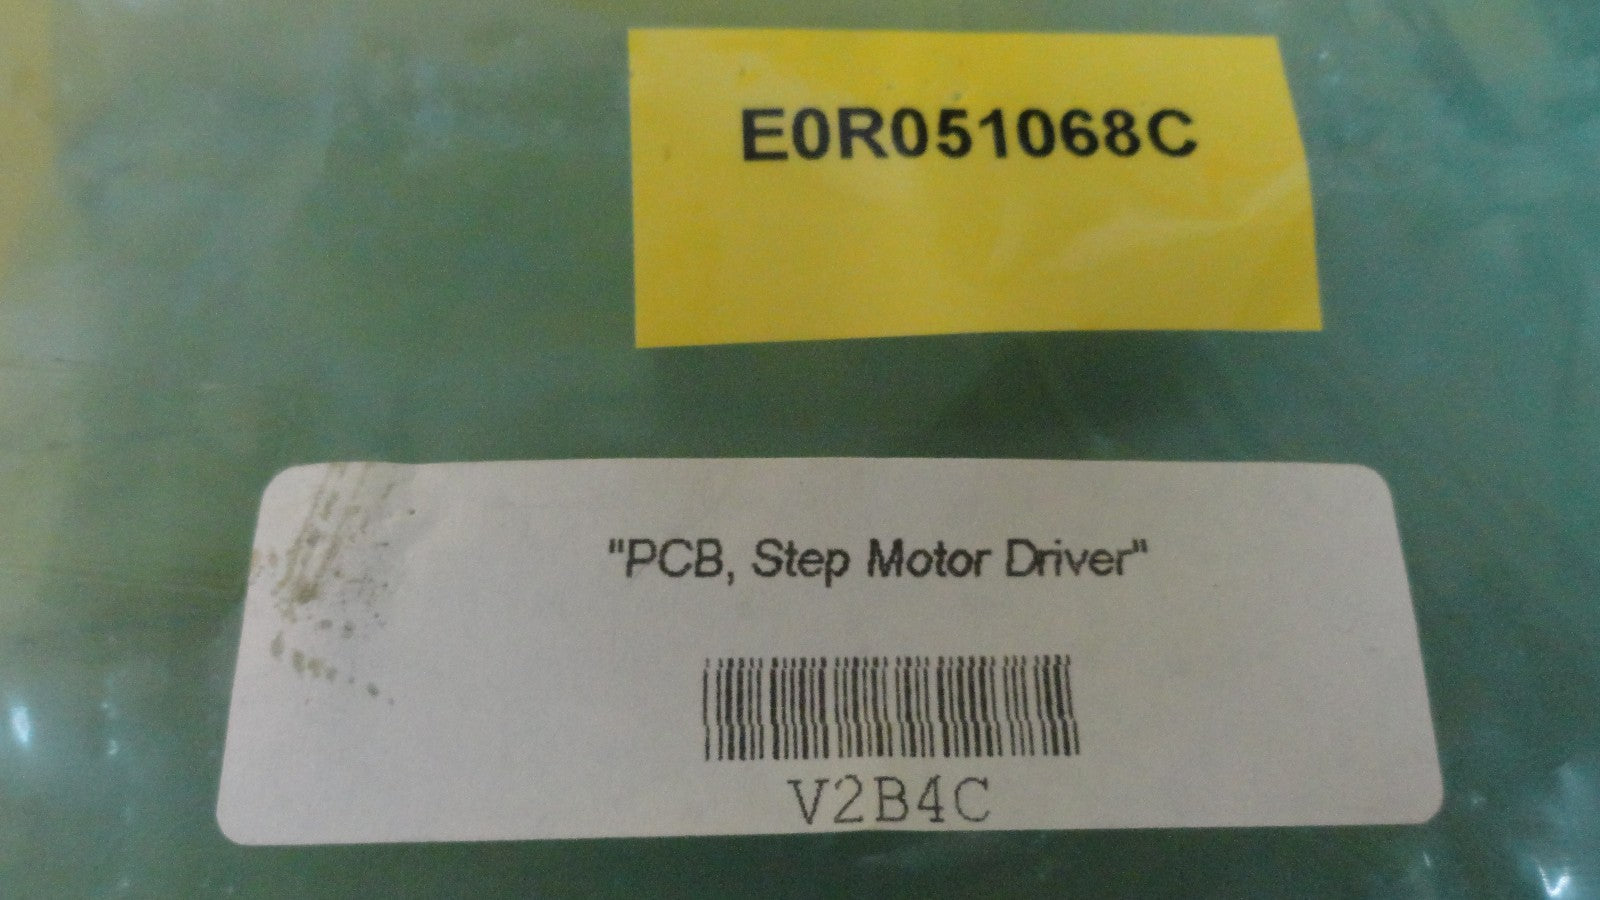 E0R051068C
"PCB, Step Motor Driver"
V2B4C